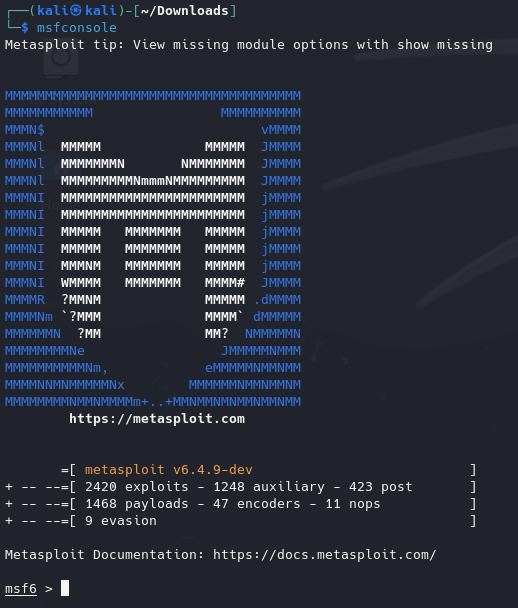 ┌──(kali㉿kali)-[~/Downloads]
└─$ msfconsole
Metasploit tip: View missing module options with show missing
MMMMMMMMMMMMMMMMMMMMMMMMMMMMMMMMMMMMM
MMMMMMMMMMM                MMMMMMMMMM
MMMN$                           vMMMM
MMMNl  MMMMM             MMMMM  JMMMM
MMMNl  MMMMMMMN       NMMMMMMM  JMMMM
MMMNl  MMMMMMMMMNmmmNMMMMMMMMM  JMMMM
MMMNI  MMMMMMMMMMMMMMMMMMMMMMM  jMMMM
MMMNI  MMMMMMMMMMMMMMMMMMMMMMM  jMMMM
MMMNI  MMMMM   MMMMMMM   MMMMM  jMMMM
MMMNI  MMMMM   MMMMMMM   MMMMM  jMMMM
MMMNI  MMMNM   MMMMMMM   MMMMM  jMMMM
MMMNI  WMMMM   MMMMMMM   MMMM#  JMMMM
MMMMR  ?MMNM             MMMMM .dMMMM
MMMMNm `?MMM             MMMM` dMMMMM
MMMMMMN  ?MM             MM?  NMMMMMN
MMMMMMMMNe                 JMMMMMNMMM
MMMMMMMMMMNm,            eMMMMMNMMNMM
MMMMNNMNMMMMMNx        MMMMMMNMMNMMNM
MMMMMMMMNMMNMMMMm+..+MMNMMNMNMMNMMNMM
https://metasploit.com
=[ metasploit v6.4.9-dev                           ]
+ -- --=[ 2420 exploits - 1248 auxiliary - 423 post       ]
+ -- --=[ 1468 payloads - 47 encoders - 11 nops           ]
+ -- --=[ 9 evasion                                       ]
Metasploit Documentation: https://docs.metasploit.com/
msf6 >